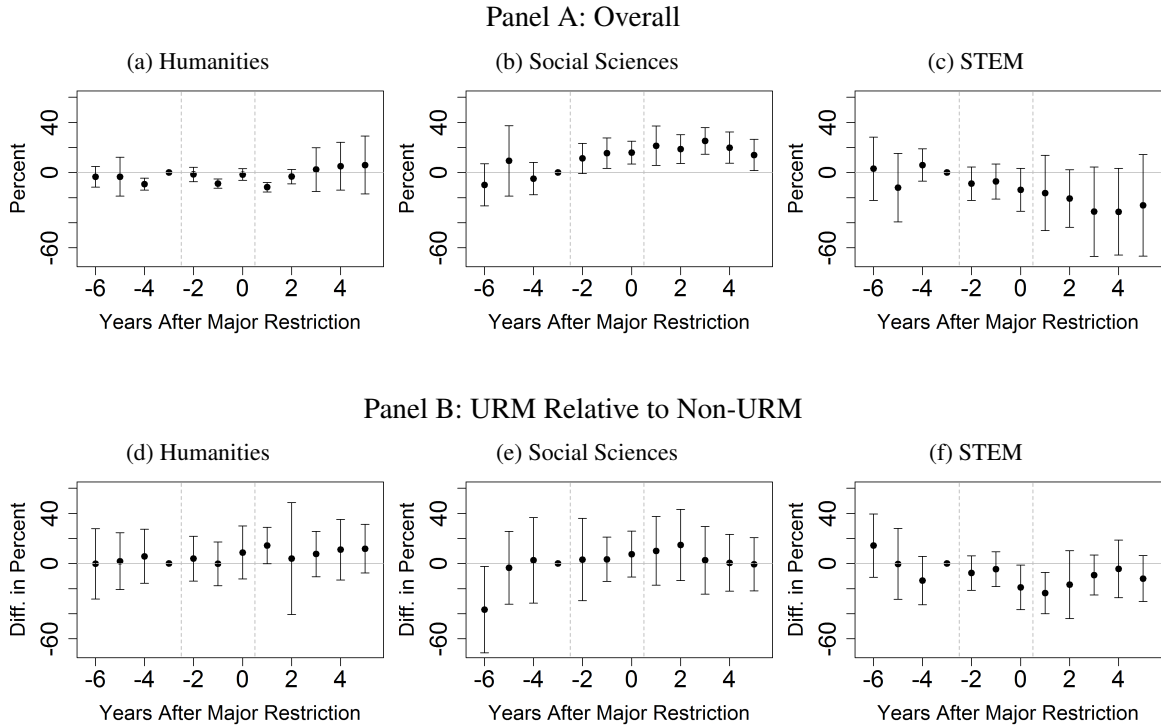 Panel A: Overall
(a) Humanities
(b) Social Sciences
(c) STEM
Percent
40
0
-60
-6 -4 -2 0 2 4
Years After Major Restriction
Percent
40
0
-60
-6 -4 -2 0 2 4
Years After Major Restriction
Percent
40
0
-60
-6 -4 -2 0 2 4
Years After Major Restriction
Panel B: URM Relative to Non-URM
(d) Humanities
(e) Social Sciences
(f) STEM
Diff. in Percent
40
0
-60
-6 -4 -2 0 2 4
Years After Major Restriction
Diff. in Percent
40
0
-60
-6 -4 -2 0 2 4
Years After Major Restriction
Diff. in Percent
40
0
-60
-6 -4 -2 0 2 4
Years After Major Restriction